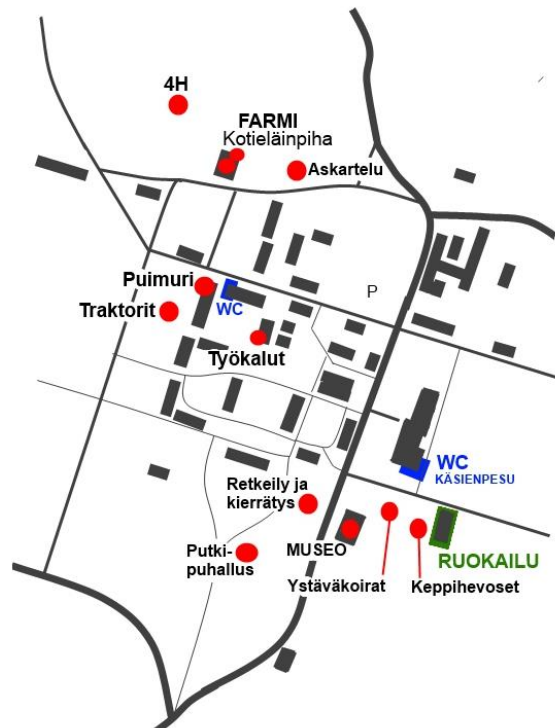 4H
FARMI
Kotieläinpiha
Askartelu
Puimuri
P
Traktorit
WC
Työkalut
WC
KÄSIENPESU
Retkeily ja
kierrätys
Putki-
puhallus
MUSEO
RUOKAILU
Ystäväkoirat
Keppihevoset